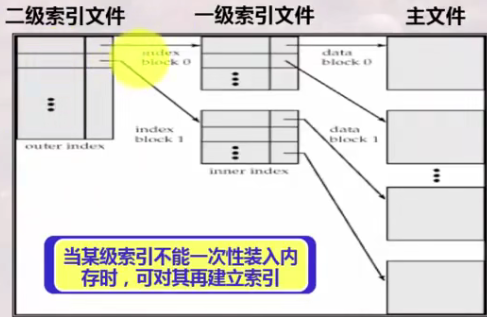 二级索引文件 一级索引文件 主文件
index
block 0
data
block 0
index
block 1
data
block 1
outer index
inner index
当某级索引不能一次性装入内
存时，可对其再建立索引